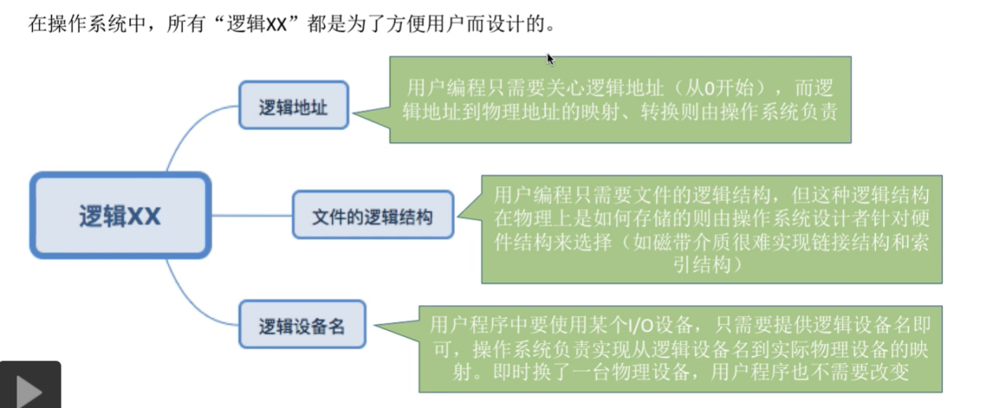 在操作系统中，所有“逻辑XX”都是为了方便用户而设计的。
逻辑地址
用户编程只需要关心逻辑地址（从0开始），而逻
辑地址到物理地址的映射、转换则由操作系统负责
逻辑XX
文件的逻辑结构
用户编程只需要文件的逻辑结构，但这种逻辑结构
在物理上是如何存储的则由操作系统设计者针对硬
件结构来选择（如磁带介质很难实现链接结构和索
引结构）
逻辑设备名
用户程序中要使用某个I/O设备，只需要提供逻辑设备名即
可，操作系统负责实现从逻辑设备名到实际物理设备的映
射。即时换了一台物理设备，用户程序也不需要改变